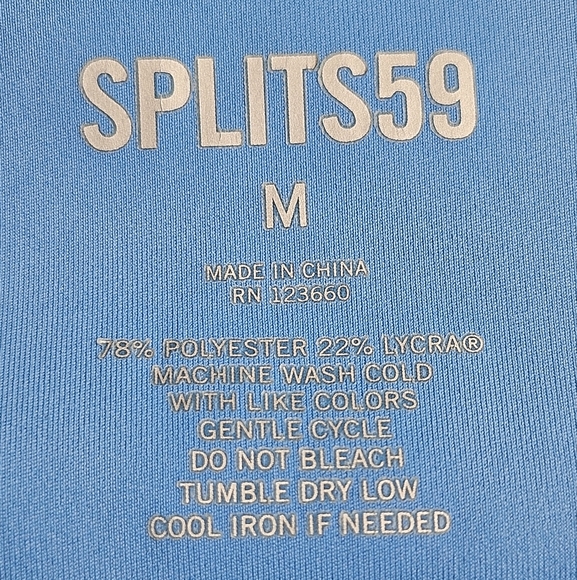 SPLITS59
M
MADE IN CHINA
RN 123660
78% POLYESTER 22% LYCRA®
MACHINE WASH COLD
WITH LIKE COLORS
GENTLE CYCLE
DO NOT BLEACH
TUMBLE DRY LOW
COOL IRON IF NEEDED